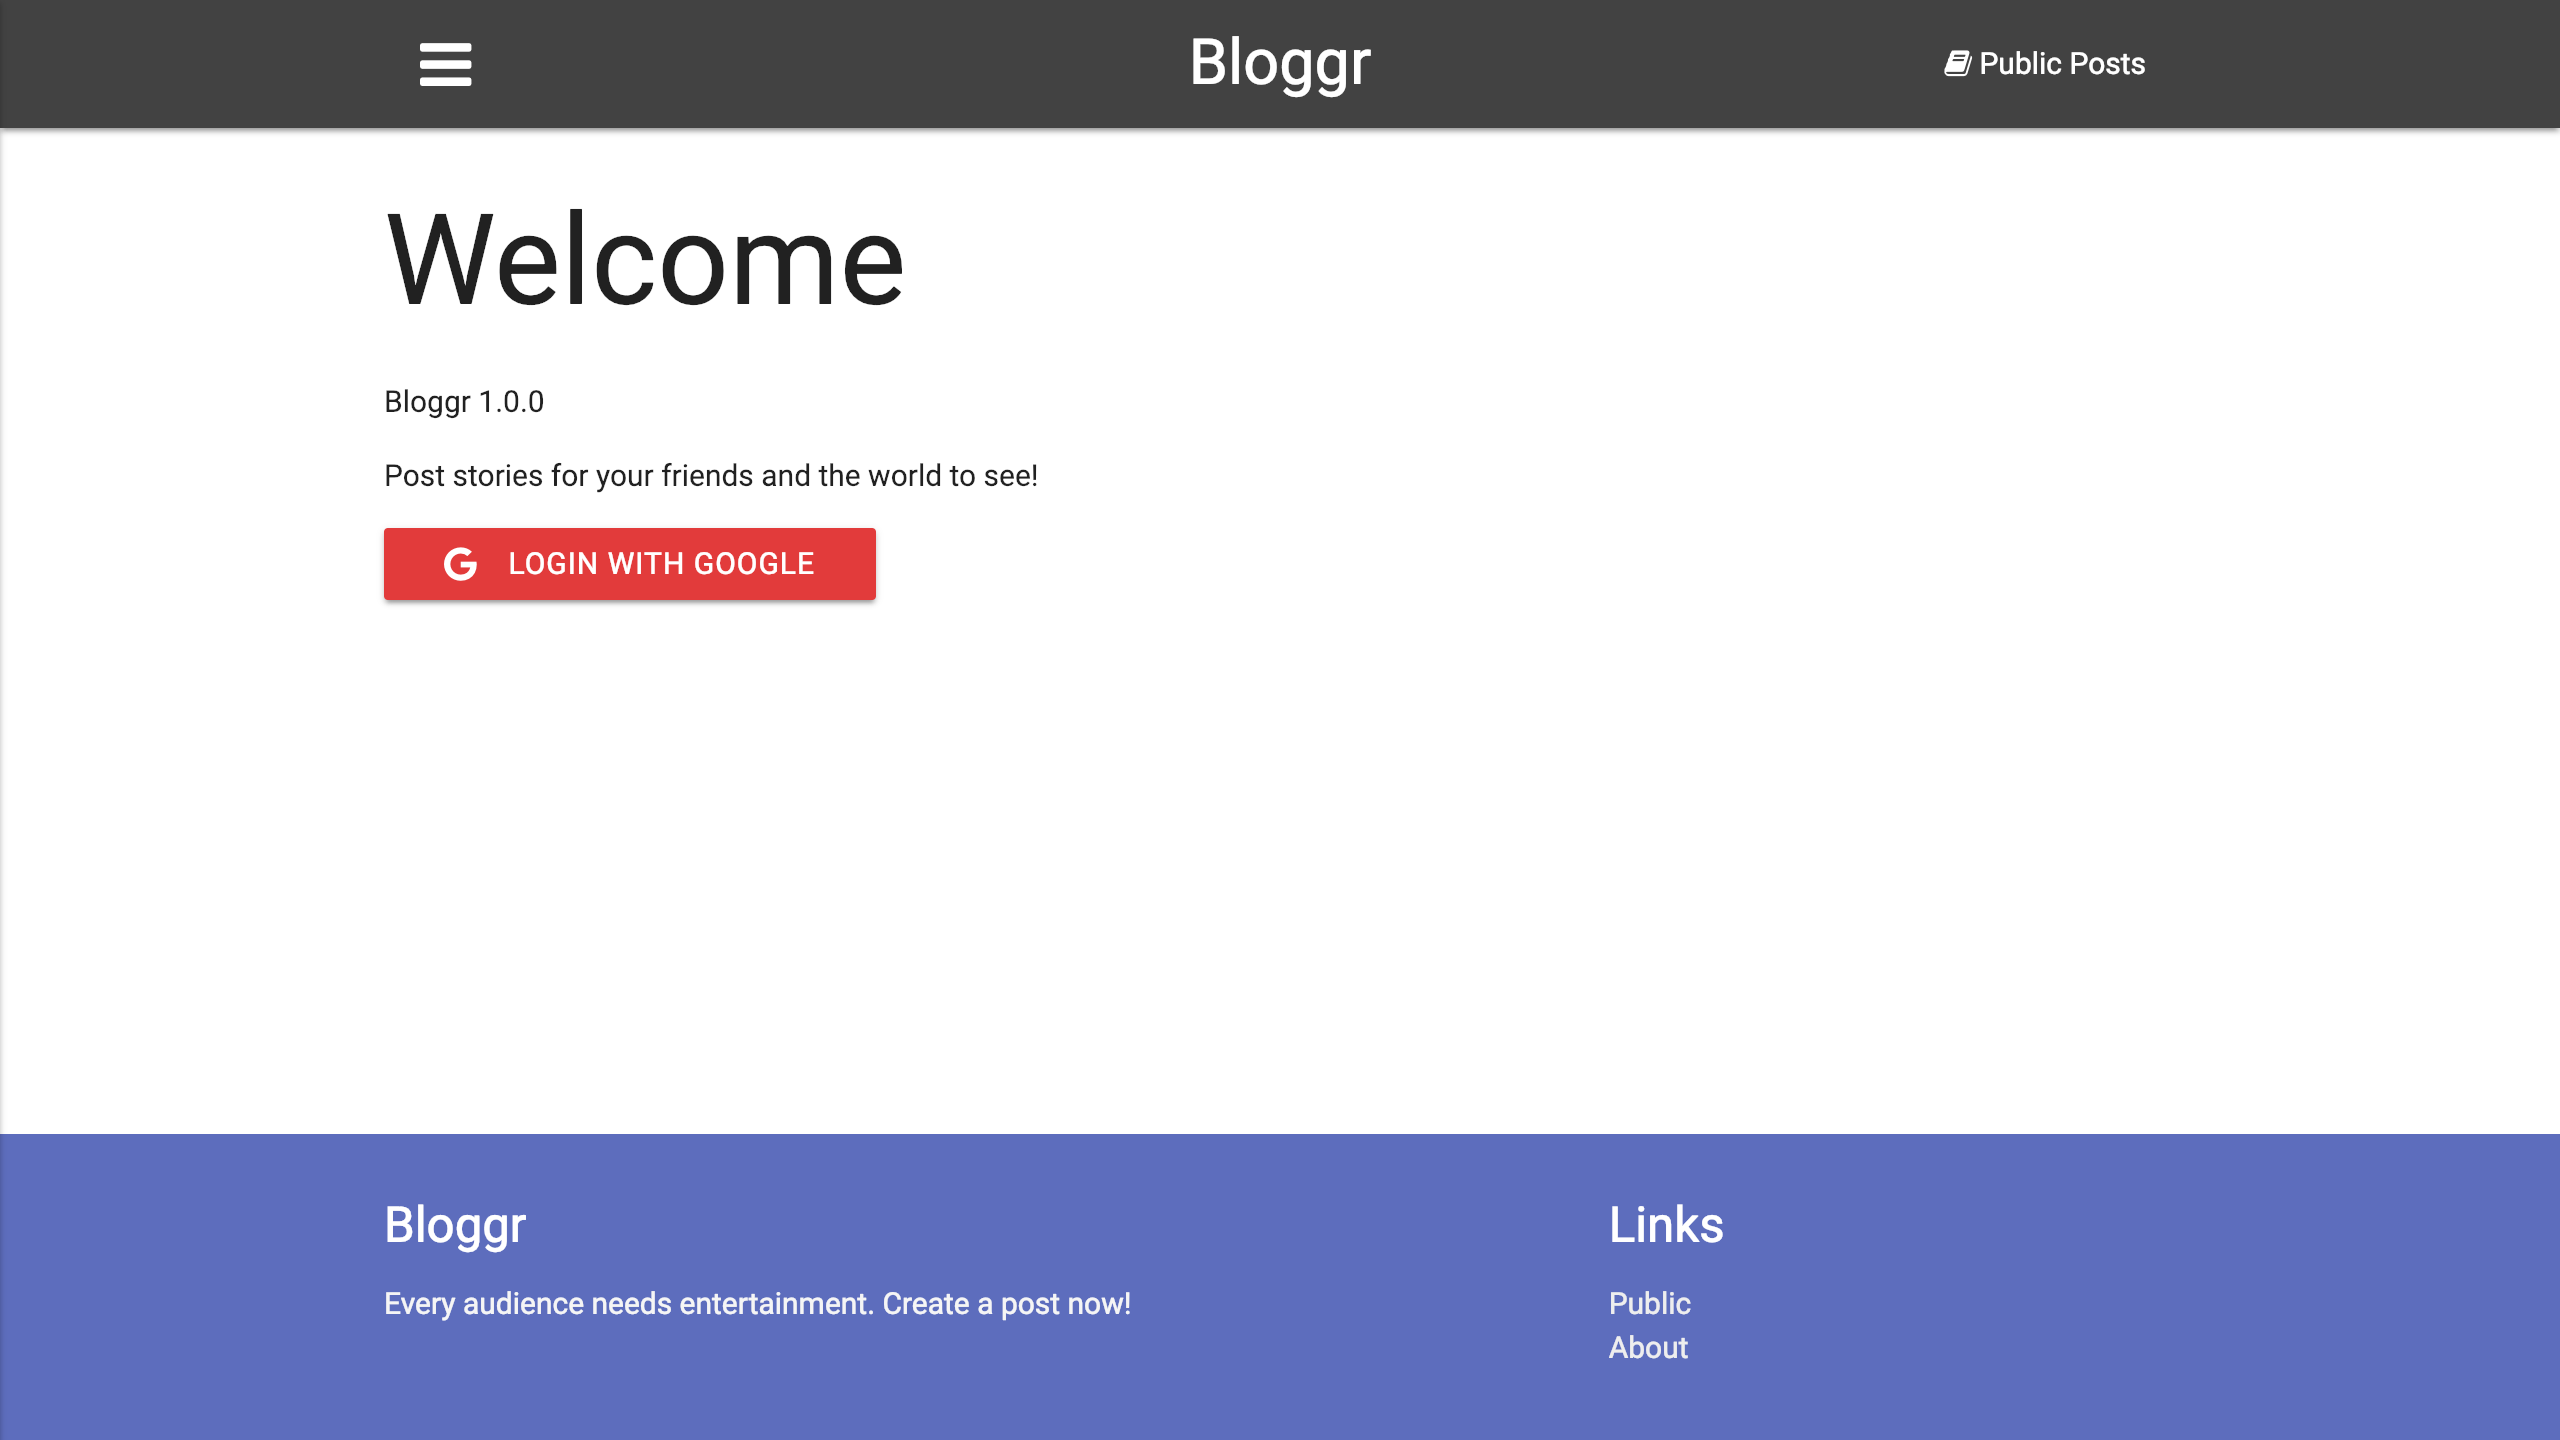 Bloggr
Public Posts
Welcome
Bloggr 1.0.0
Post stories for your friends and the world to see!
LOGIN WITH GOOGLE
Bloggr
Every audience needs entertainment. Create a post now!
Links
Public
About